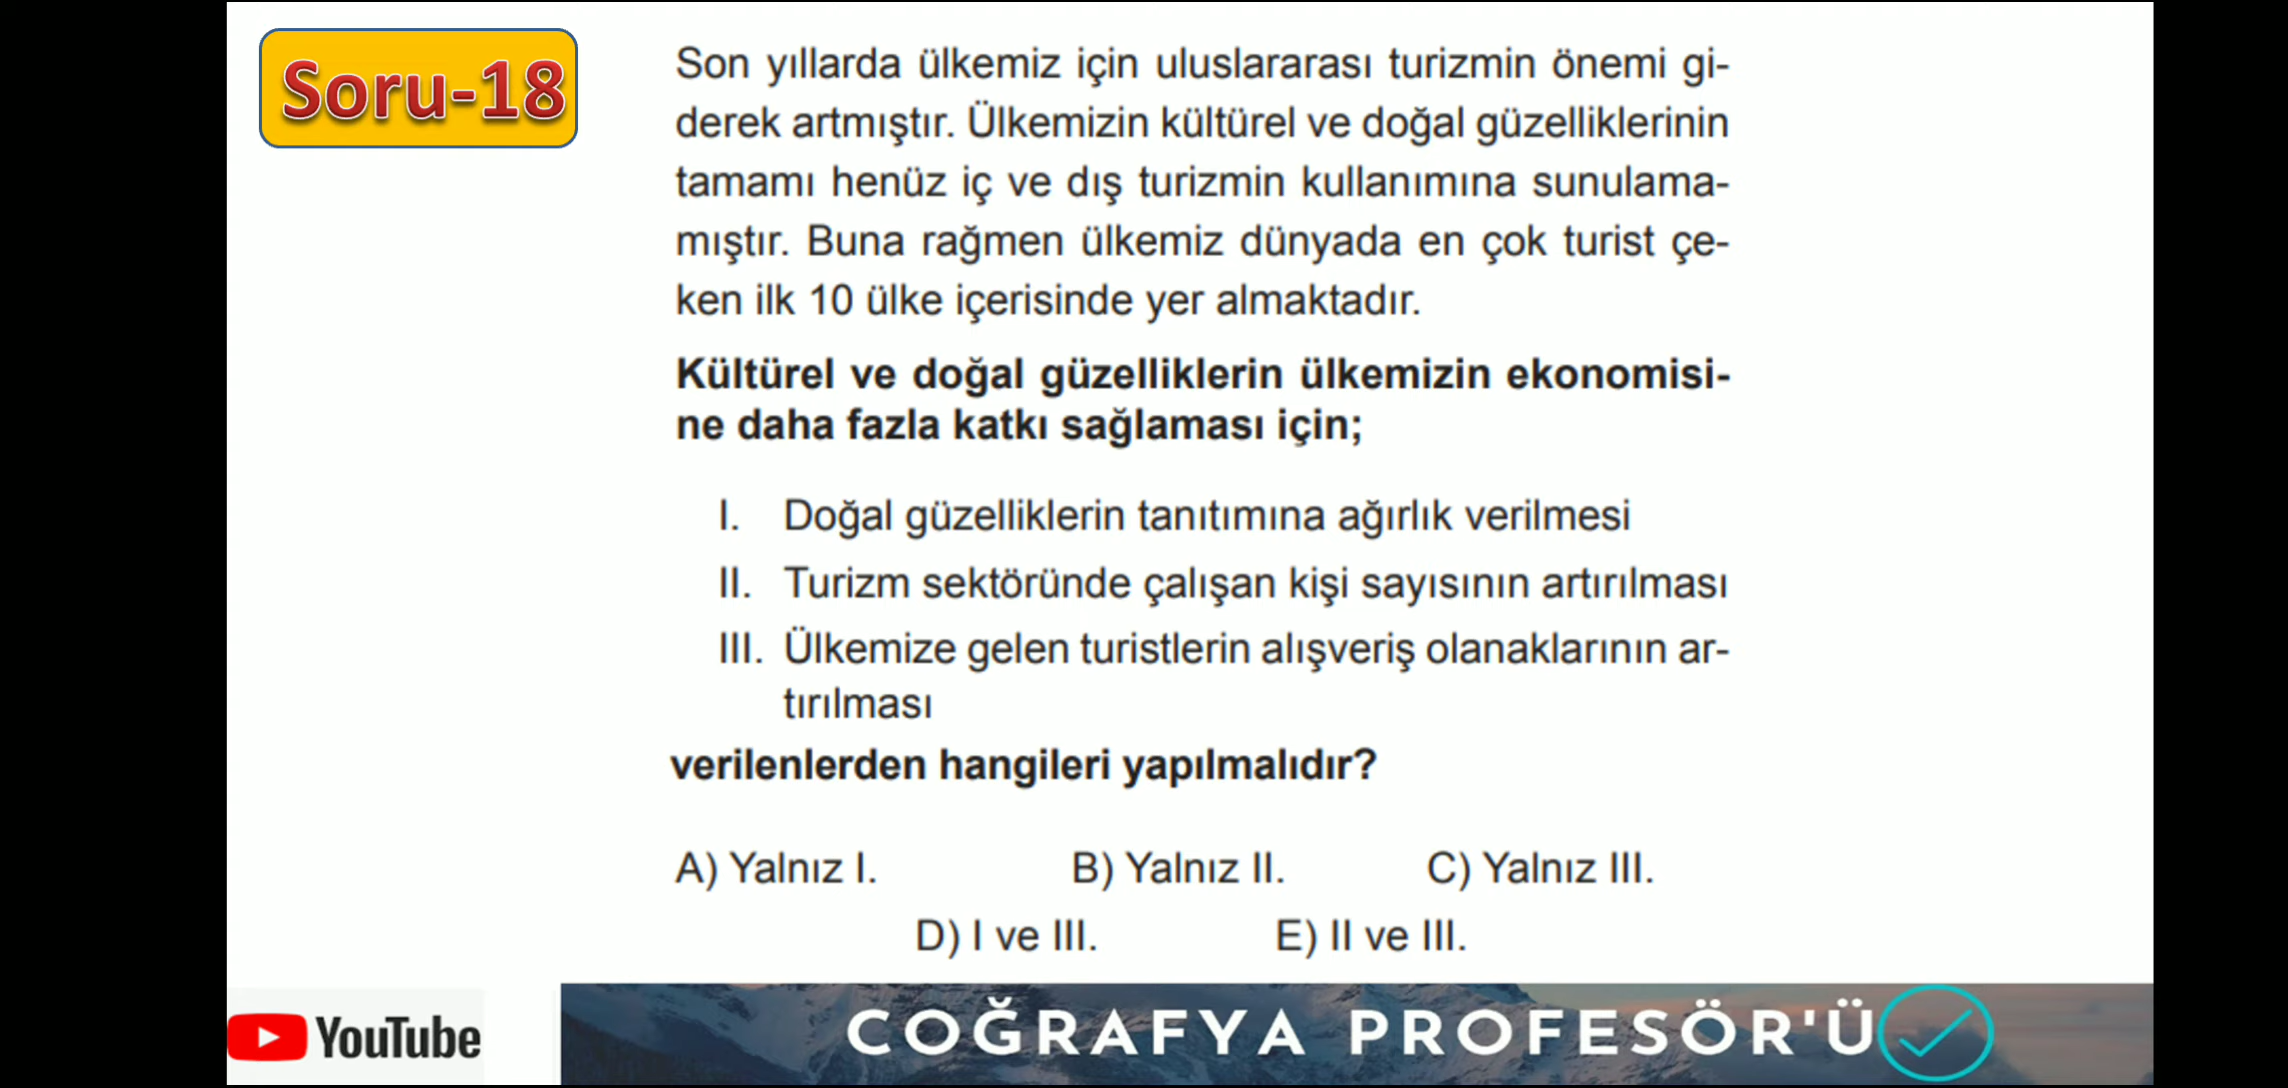 Soru-18
Son yıllarda ülkemiz için uluslararası turizmin önemi gi-
derek artmıştır. Ülkemizin kültürel ve doğal güzelliklerinin
tamamı henüz iç ve dış turizmin kullanımına sunulama-
mıştır. Buna rağmen ülkemiz dünyada en çok turist çe-
ken ilk 10 ülke içerisinde yer almaktadır.
Kültürel ve doğal güzelliklerin ülkemizin ekonomisi-
ne daha fazla katkı sağlaması için;
I. Doğal güzelliklerin tanıtımına ağırlık verilmesi
II. Turizm sektöründe çalışan kişi sayısının artırılması
III. Ülkemize gelen turistlerin alışveriş olanaklarının ar-
tırılması
verilenlerden hangileri yapılmalıdır?
A) Yalnız I. B) Yalnız II. C) Yalnız III.
D) I ve III. E) II ve III.
YouTube COĞRAFYA PROFESÖR'Ü